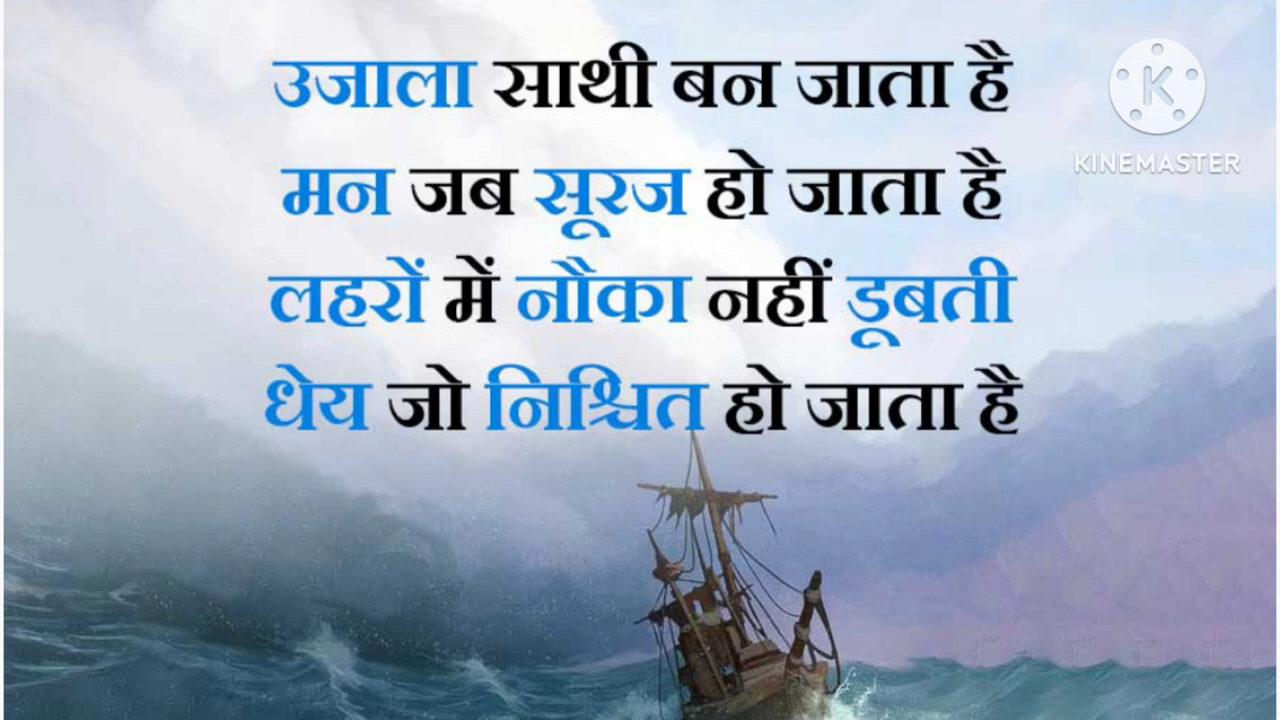 उजाला साथी बन जाता है
मन जब सूरज हो जाता है
लहरों में नौका नहीं डूबती
धेय जो निश्चित हो जाता है
K
KINEMASTER